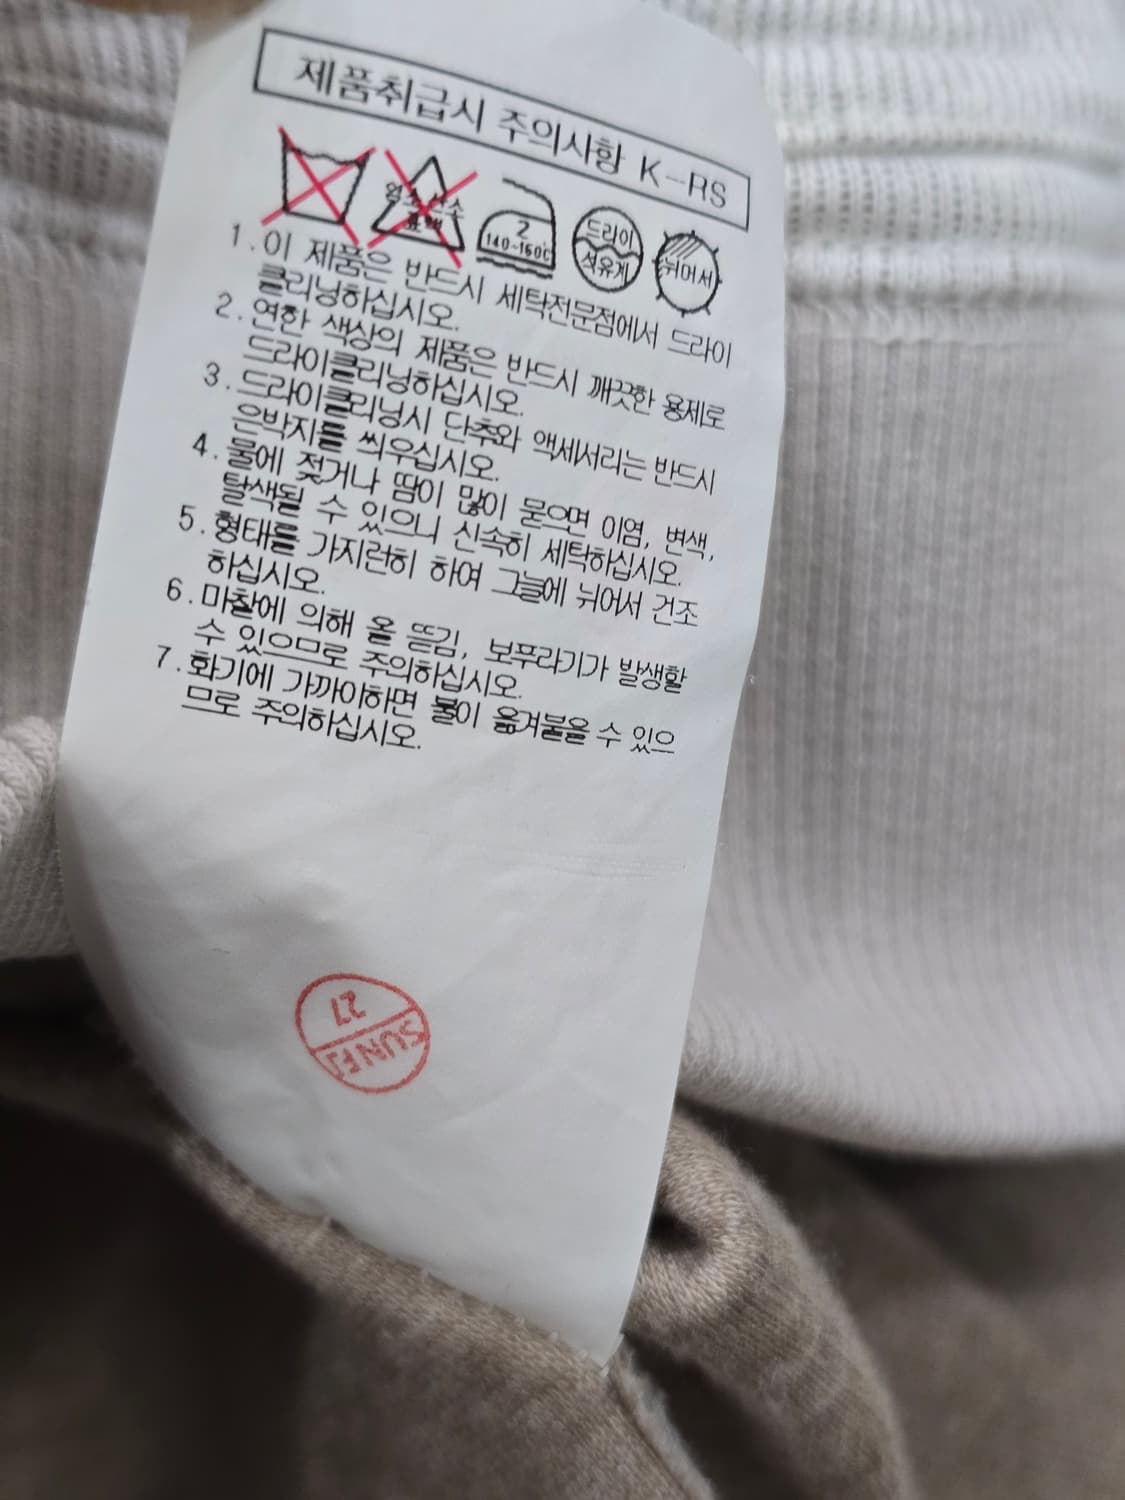 제품취급시 주의사항 K-RS
염소 산소
표백
2
140-160℃
드라이
석유계
뉘어서
1. 이 제품은 반드시 세탁전문점에서 드라이
클리닝하십시오.
2. 연한 색상의 제품은 반드시 깨끗한 용제로
드라이클리닝하십시오.
3. 드라이클리닝시 단추와 액세서리는 반드시
은박지를 씌우십시오.
4. 물에 젖거나 땀이 많이 묻으면 이염, 변색,
탈색될 수 있으니 신속히 세탁하십시오.
5. 형태를 가지런히 하여 그늘에 뉘어서 건조
하십시오.
6. 마찰에 의해 올 뜯김, 보푸라기가 발생할
수 있으므로 주의하십시오.
7. 화기에 가까이하면 불이 옮겨붙을 수 있으
므로 주의하십시오.
27